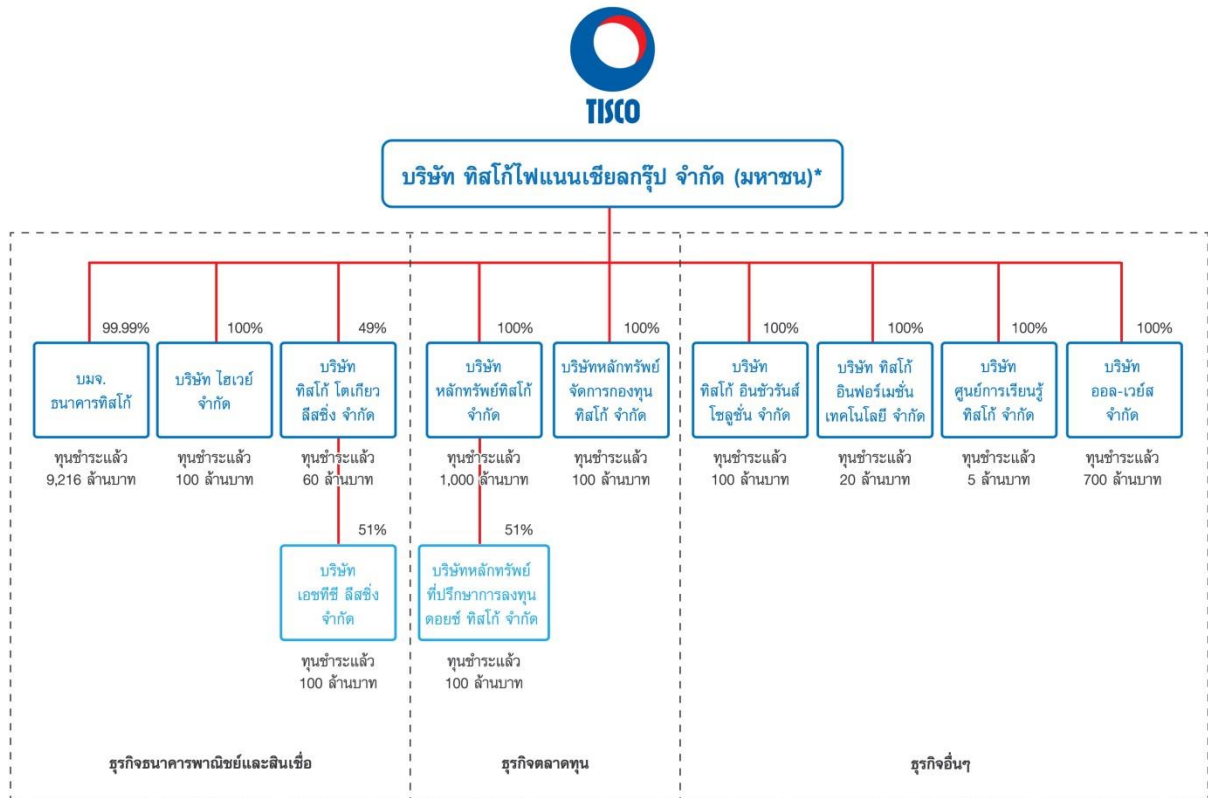 TISCO
บริษัท ทิสโก้ไฟแนนเชียลกรุ๊ป จำกัด (มหาชน)*
99.99%
บมจ.
ธนาคารทิสโก้
ทุนชำระแล้ว
9,216 ล้านบาท
100%
บริษัท ไฮเวย์
จำกัด
ทุนชำระแล้ว
100 ล้านบาท
49%
บริษัท
ทิสโก้ โตเกียว
ลีสซิ่ง จำกัด
ทุนชำระแล้ว
60 ล้านบาท
51%
บริษัท
เอชทีซี ลีสซิ่ง
จำกัด
ทุนชำระแล้ว
100 ล้านบาท
ธุรกิจธนาคารพาณิชย์และสินเชื่อ
100%
บริษัท
หลักทรัพย์ทิสโก้
จำกัด
ทุนชำระแล้ว
1,000 ล้านบาท
51%
บริษัทหลักทรัพย์
ที่ปรึกษาการลงทุน
ดอยช์ ทิสโก้ จำกัด
ทุนชำระแล้ว
100 ล้านบาท
100%
บริษัทหลักทรัพย์
จัดการกองทุน
ทิสโก้ จำกัด
ทุนชำระแล้ว
100 ล้านบาท
ธุรกิจตลาดทุน
100%
บริษัท
ทิสโก้ อินชัวรันส์
โซลูชั่น จำกัด
ทุนชำระแล้ว
100 ล้านบาท
100%
บริษัท ทิสโก้
อินฟอร์เมชั่น
เทคโนโลยี จำกัด
ทุนชำระแล้ว
20 ล้านบาท
100%
บริษัท
ศูนย์การเรียนรู้
ทิสโก้ จำกัด
ทุนชำระแล้ว
5 ล้านบาท
100%
บริษัท
ออล-เวย์ส
จำกัด
ทุนชำระแล้ว
700 ล้านบาท
ธุรกิจอื่นๆ